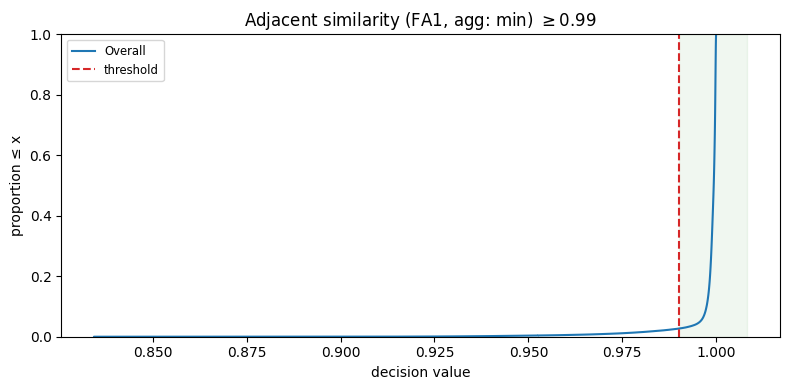 Adjacent similarity (FA1, agg: min) ≥0.99
1.0
0.8
0.6
0.4
0.2
0.0
proportion ≤ x
Overall
threshold
0.850
0.875
0.900
0.925
0.950
0.975
1.000
decision value